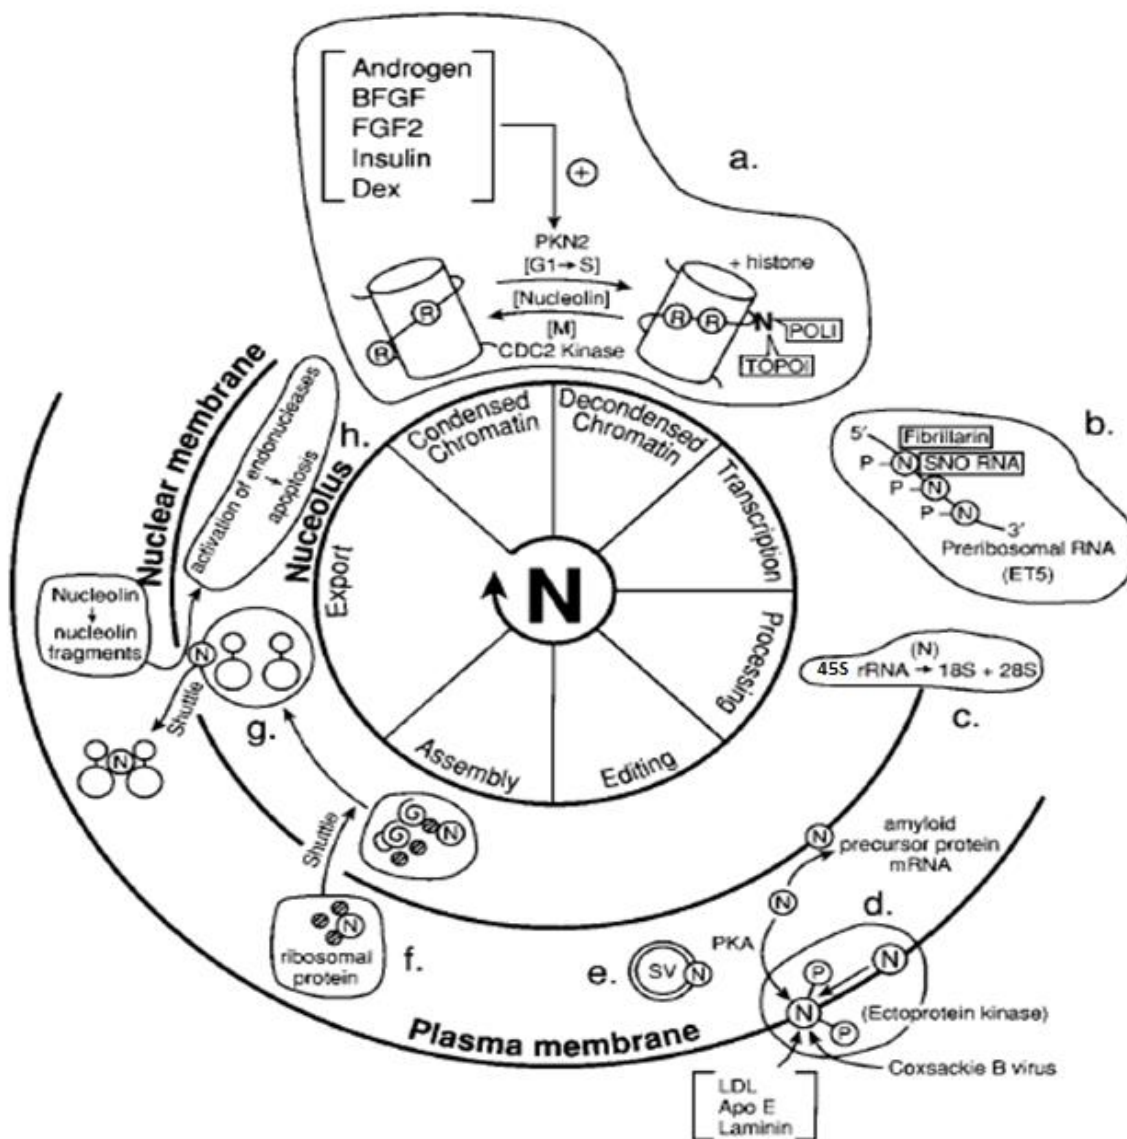 Androgen
BFGF
FGF2
Insulin
Dex
+
a.
PKN2
[G1→S]
[Nucleolin]
[M]
CDC2 Kinase
+ histone
R
R
R
R
N
POLI
TOPOI
b.
5'
Fibrillarin
P
N
SNO RNA
P
N
P
N
3'
Preribosomal RNA
(ET5)
(N)
45S rRNA → 18S + 28S
c.
Nuclear membrane
h.
activation of endonucleases
apoptosis
Nuceolus
Condensed
Chromatin
Decondensed
Chromatin
Transcription
Processing
Editing
Assembly
Export
N
Nucleolin
nucleolin
fragments
N
Shuttle
N
g.
Shuttle
G
G
N
N
ribosomal
protein
f.
N
amyloid
precursor protein
mRNA
N
PKA
d.
e.
SV
N
N
P
N
P
(Ectoprotein kinase)
Plasma membrane
Coxsackie B virus
LDL
Apo E
Laminin